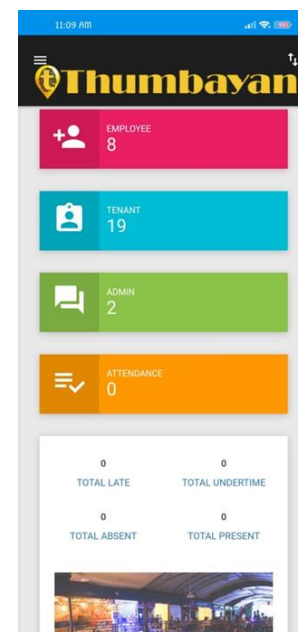 11:09 AM
Thumbayan
EMPLOYEE
8
TENANT
19
ADMIN
2
ATTENDANCE
0
0 0
TOTAL LATE TOTAL UNDERTIME
0 0
TOTAL ABSENT TOTAL PRESENT